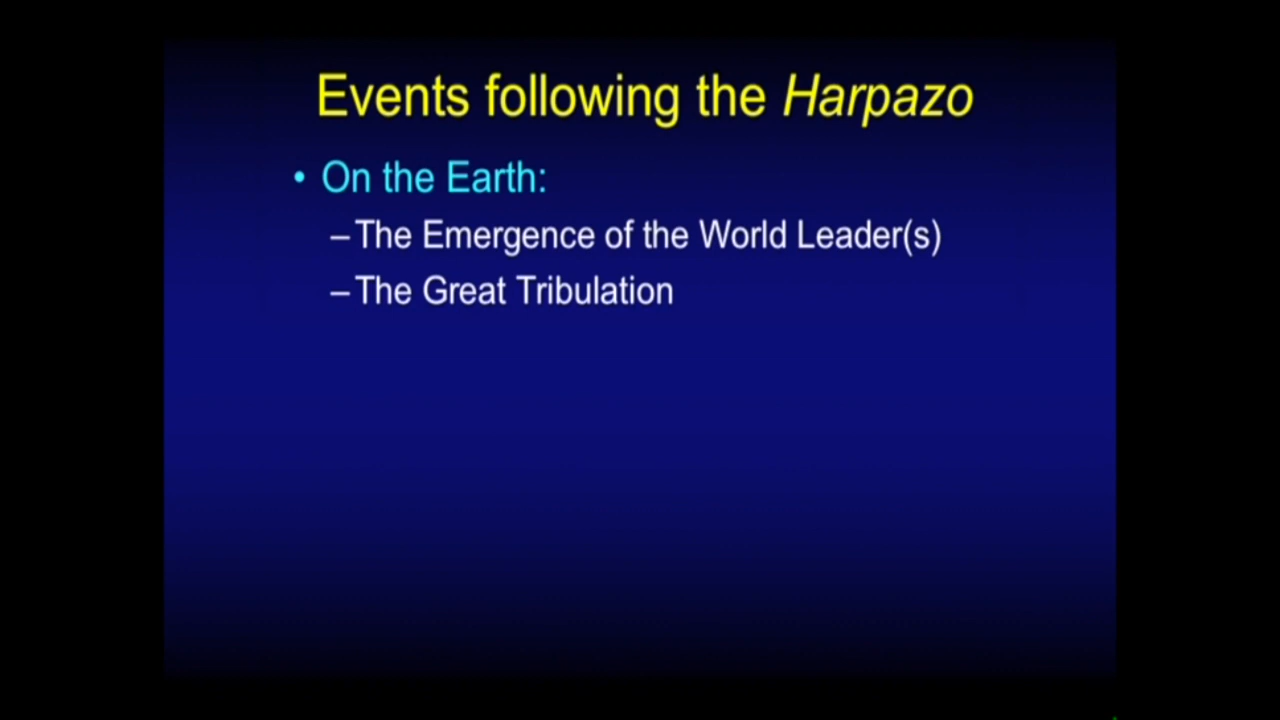 Events following the Harpazo
• On the Earth:
–The Emergence of the World Leader(s)
–The Great Tribulation